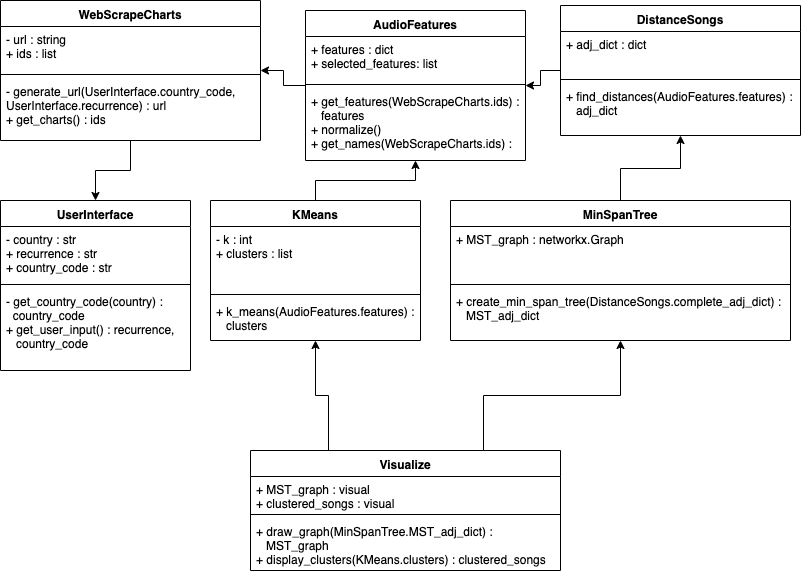 WebScrapeCharts
- url : string
+ ids : list
- generate_url(UserInterface.country_code,
UserInterface.recurrence) : url
+ get_charts() : ids
AudioFeatures
+ features : dict
+ selected_features: list
+ get_features(WebScrapeCharts.ids) :
features
+ normalize()
+ get_names(WebScrapeCharts.ids) :
DistanceSongs
+ adj_dict : dict
+ find_distances(AudioFeatures.features) :
adj_dict
UserInterface
- country : str
+ recurrence : str
+ country_code : str
- get_country_code(country) :
country_code
+ get_user_input() : recurrence,
country_code
KMeans
- k : int
+ clusters : list
+ k_means(AudioFeatures.features) :
clusters
MinSpanTree
+ MST_graph : networkx.Graph
+ create_min_span_tree(DistanceSongs.complete_adj_dict) :
MST_adj_dict
Visualize
+ MST_graph : visual
+ clustered_songs : visual
+ draw_graph(MinSpanTree.MST_adj_dict) :
MST_graph
+ display_clusters(KMeans.clusters) : clustered_songs